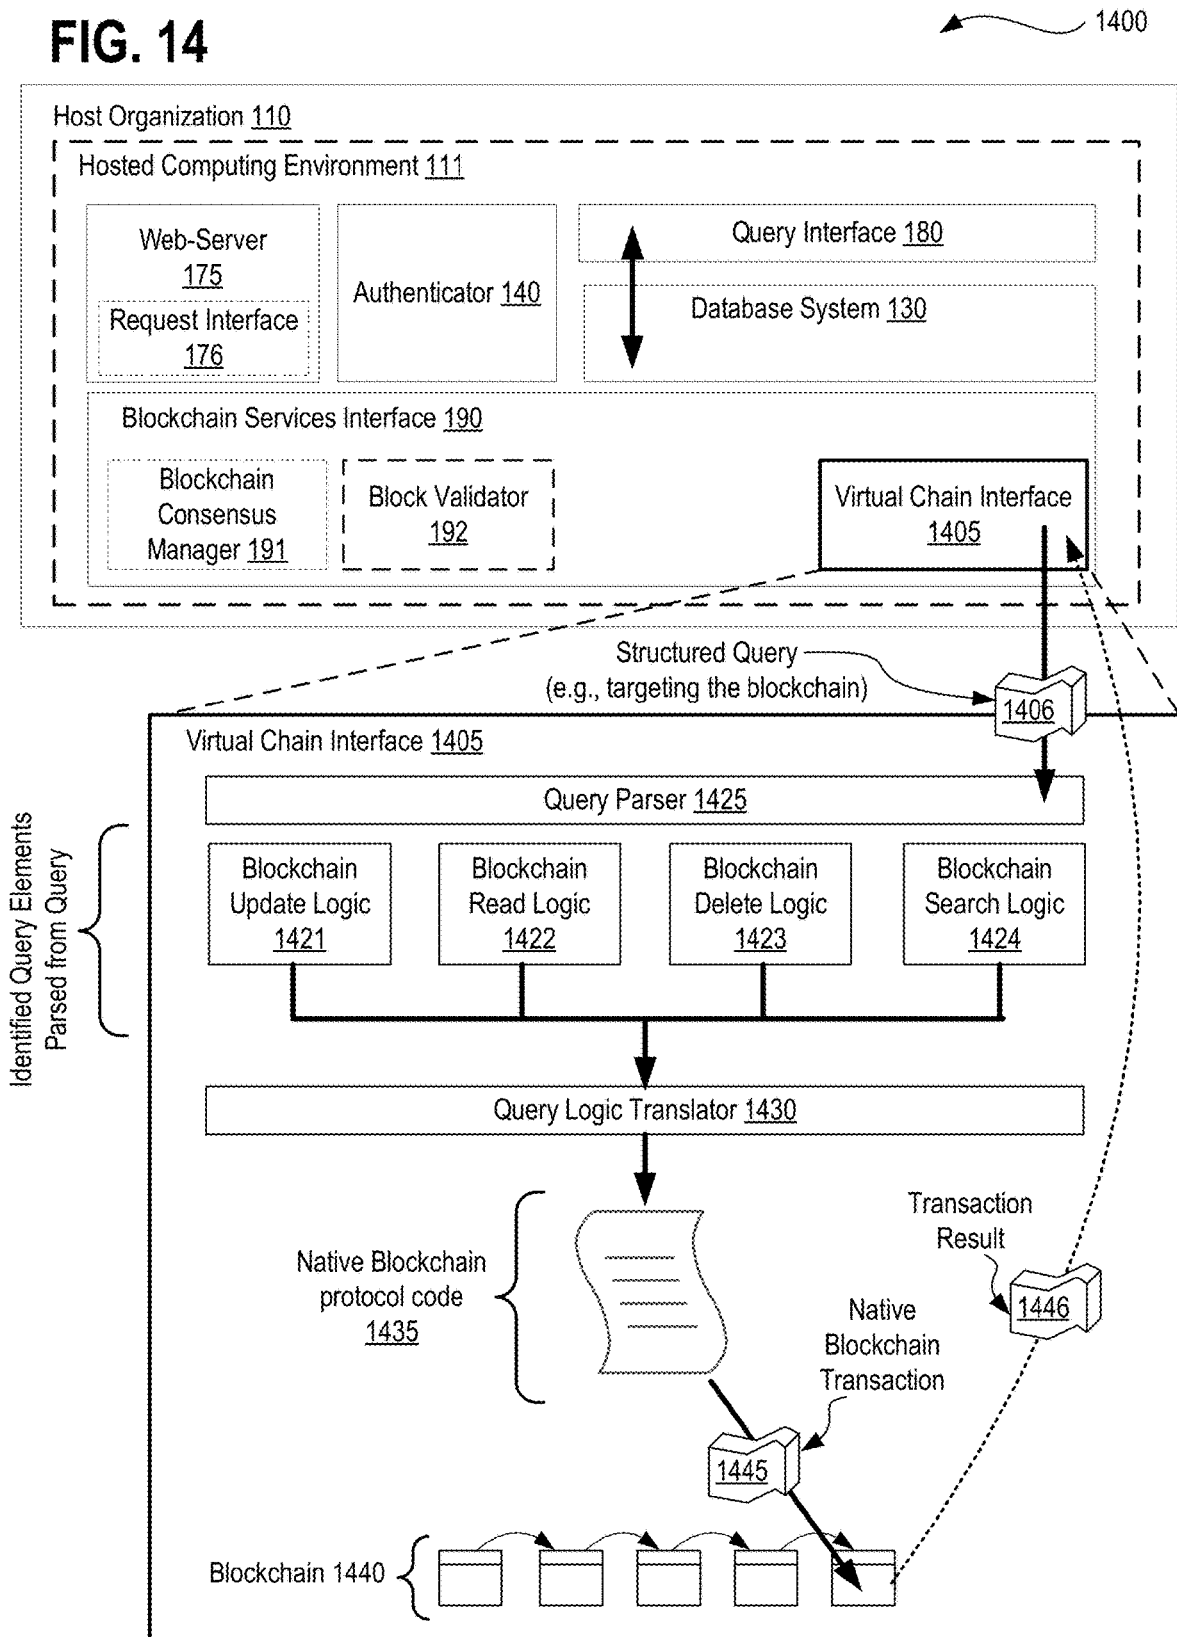 FIG. 14
1400
Host Organization 110
Hosted Computing Environment 111
Web-Server
175
Request Interface
176
Authenticator 140
Query Interface 180
Database System 130
Blockchain Services Interface 190
Blockchain
Consensus
Manager 191
Block Validator
192
Virtual Chain Interface
1405
Structured Query
(e.g., targeting the blockchain)
1406
Virtual Chain Interface 1405
Query Parser 1425
Identified Query Elements
Parsed from Query
Blockchain
Update Logic
1421
Blockchain
Read Logic
1422
Blockchain
Delete Logic
1423
Blockchain
Search Logic
1424
Query Logic Translator 1430
Native Blockchain
protocol code
1435
Transaction
Result
1446
Native
Blockchain
Transaction
1445
Blockchain 1440